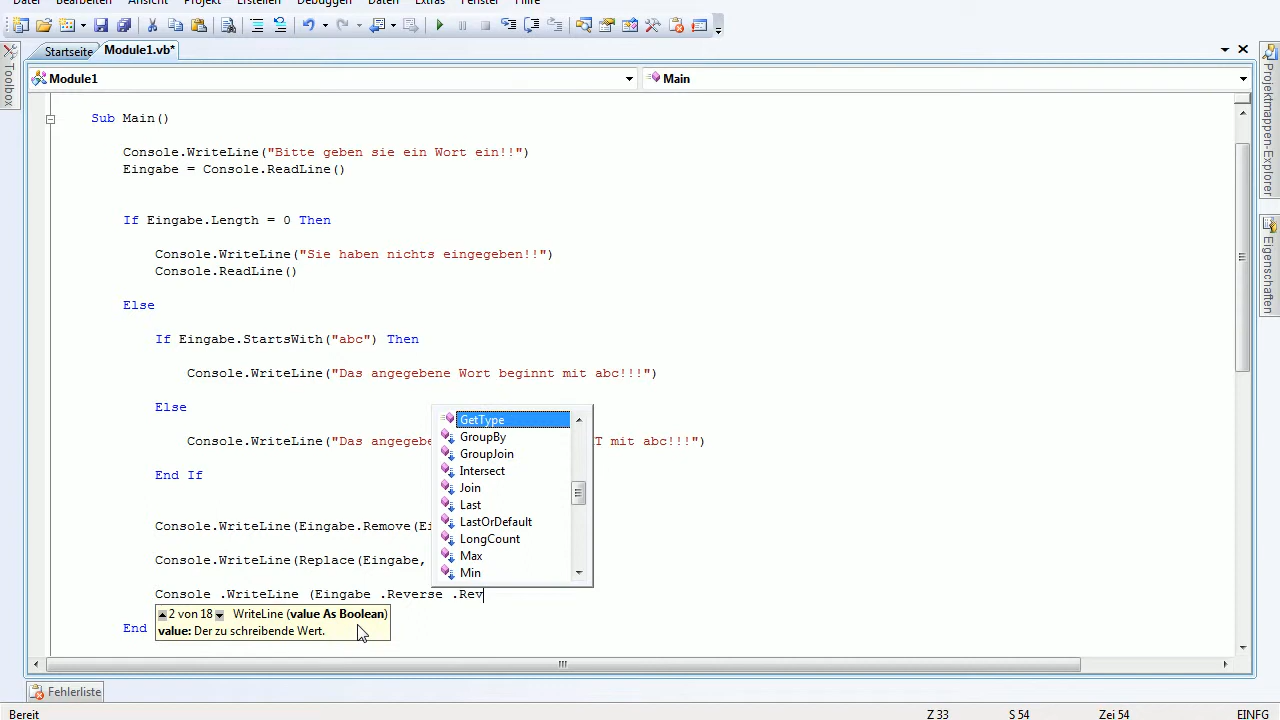 Datei Bearbeiten Ansicht Projekt Erstellen Debuggen Daten Extras Fenster Hilfe
Startseite Module1.vb*
Module1 Main
Toolbox
Projektmappen-Explorer
Eigenschaften
Sub Main()
Console.WriteLine("Bitte geben sie ein Wort ein!!")
Eingabe = Console.ReadLine()
If Eingabe.Length = 0 Then
Console.WriteLine("Sie haben nichts eingegeben!!")
Console.ReadLine()
Else
If Eingabe.StartsWith("abc") Then
Console.WriteLine("Das angegebene Wort beginnt mit abc!!!")
Else
Console.WriteLine("Das angegeb T mit abc!!!")
End If
Console.WriteLine(Eingabe.Remove(Ei
Console.WriteLine(Replace(Eingabe,
Console .WriteLine (Eingabe .Reverse .Rev
End
GetType
GroupBy
GroupJoin
Intersect
Join
Last
LastOrDefault
LongCount
Max
Min
2 von 18 WriteLine (value As Boolean)
value: Der zu schreibende Wert.
Fehlerliste
Bereit Z 33 S 54 Zei 54 EINFG